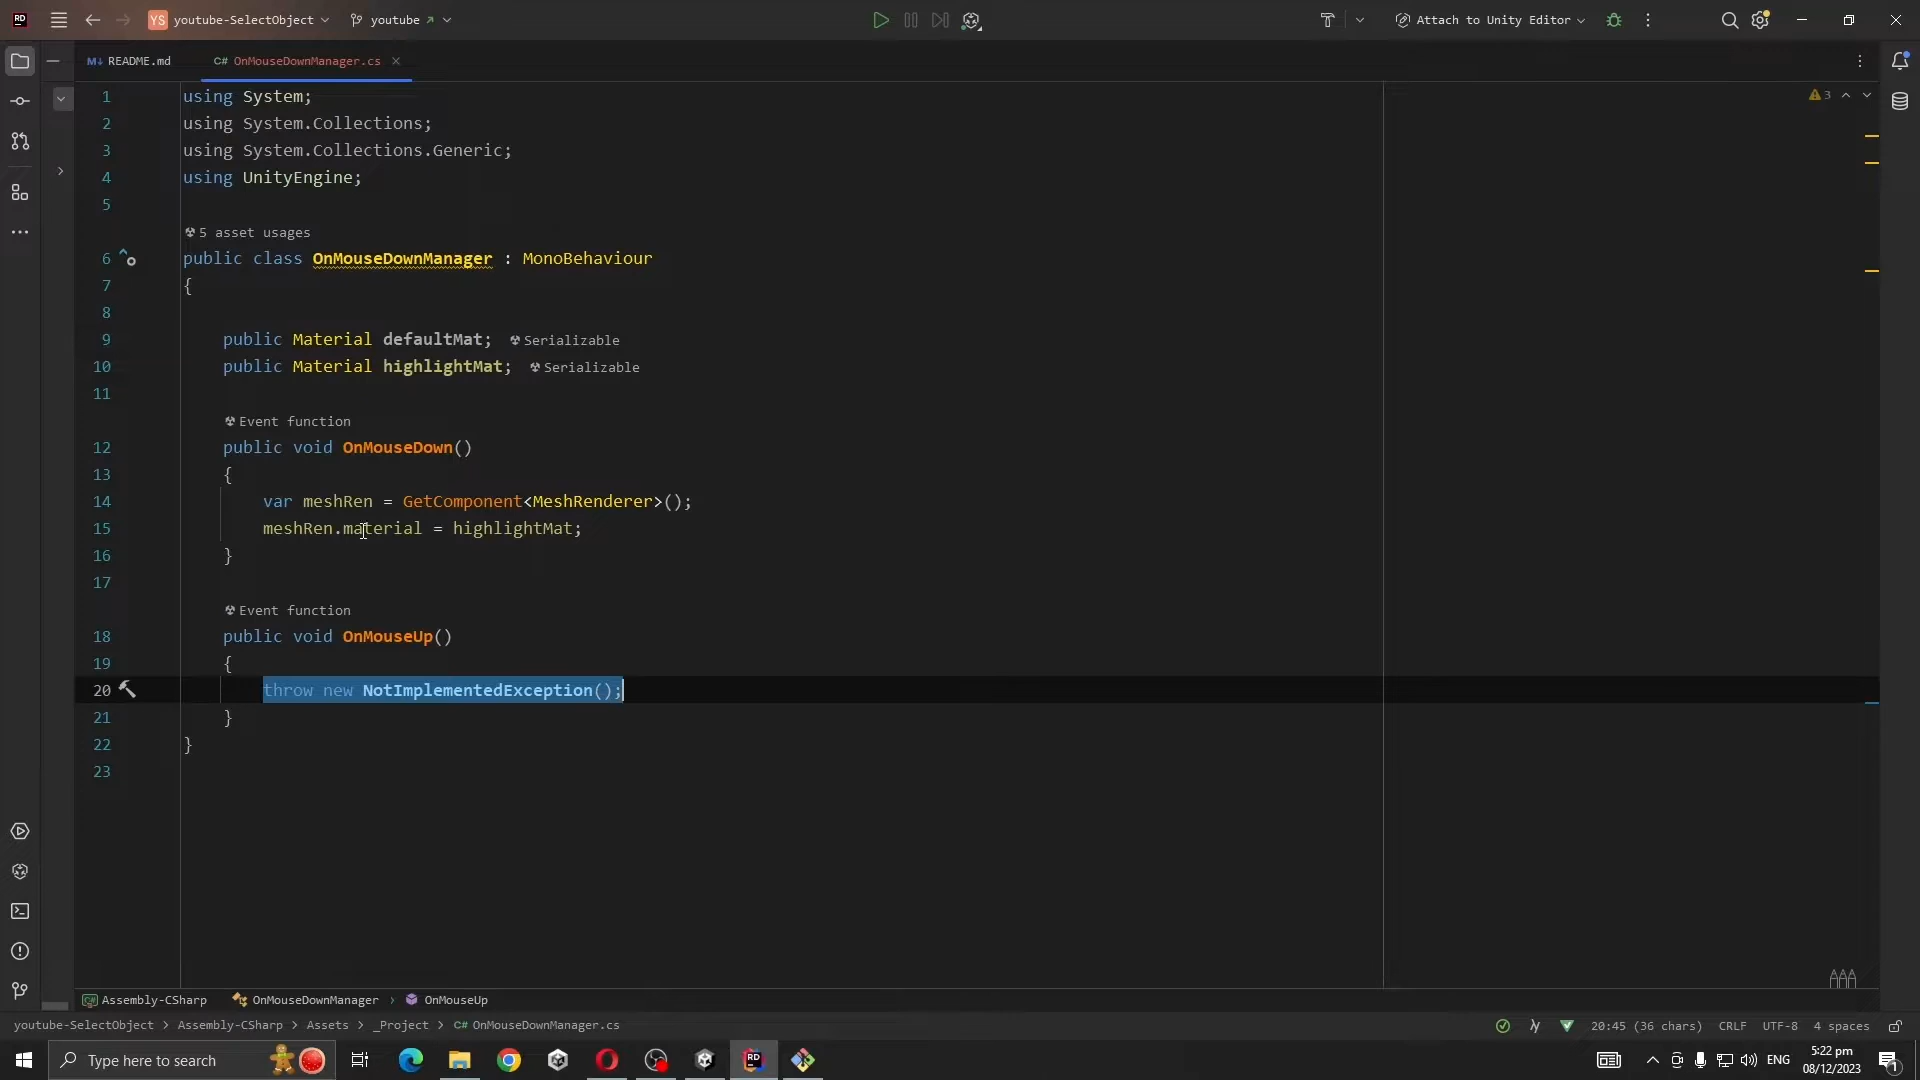 RD
YS youtube-SelectObject
youtube
Attach to Unity Editor
M↓ README.md
C# OnMouseDownManager.cs
1 using System;
3
2 using System.Collections;
3 using System.Collections.Generic;
4 using UnityEngine;
5
5 asset usages
6 public class OnMouseDownManager : MonoBehaviour
7 {
8
9 public Material defaultMat; Serializable
10 public Material highlightMat; Serializable
11
Event function
12 public void OnMouseDown()
13 {
14 var meshRen = GetComponent<MeshRenderer>();
15 meshRen.material = highlightMat;
16 }
17
Event function
18 public void OnMouseUp()
19 {
20 throw new NotImplementedException();
21 }
22 }
23
C# Assembly-CSharp OnMouseDownManager › OnMouseUp
youtube-SelectObject › Assembly-CSharp › Assets › _Project › C# OnMouseDownManager.cs
20:45 (36 chars) CRLF UTF-8 4 spaces
Type here to search
RD
ENG
5:22 pm
08/12/2023
1